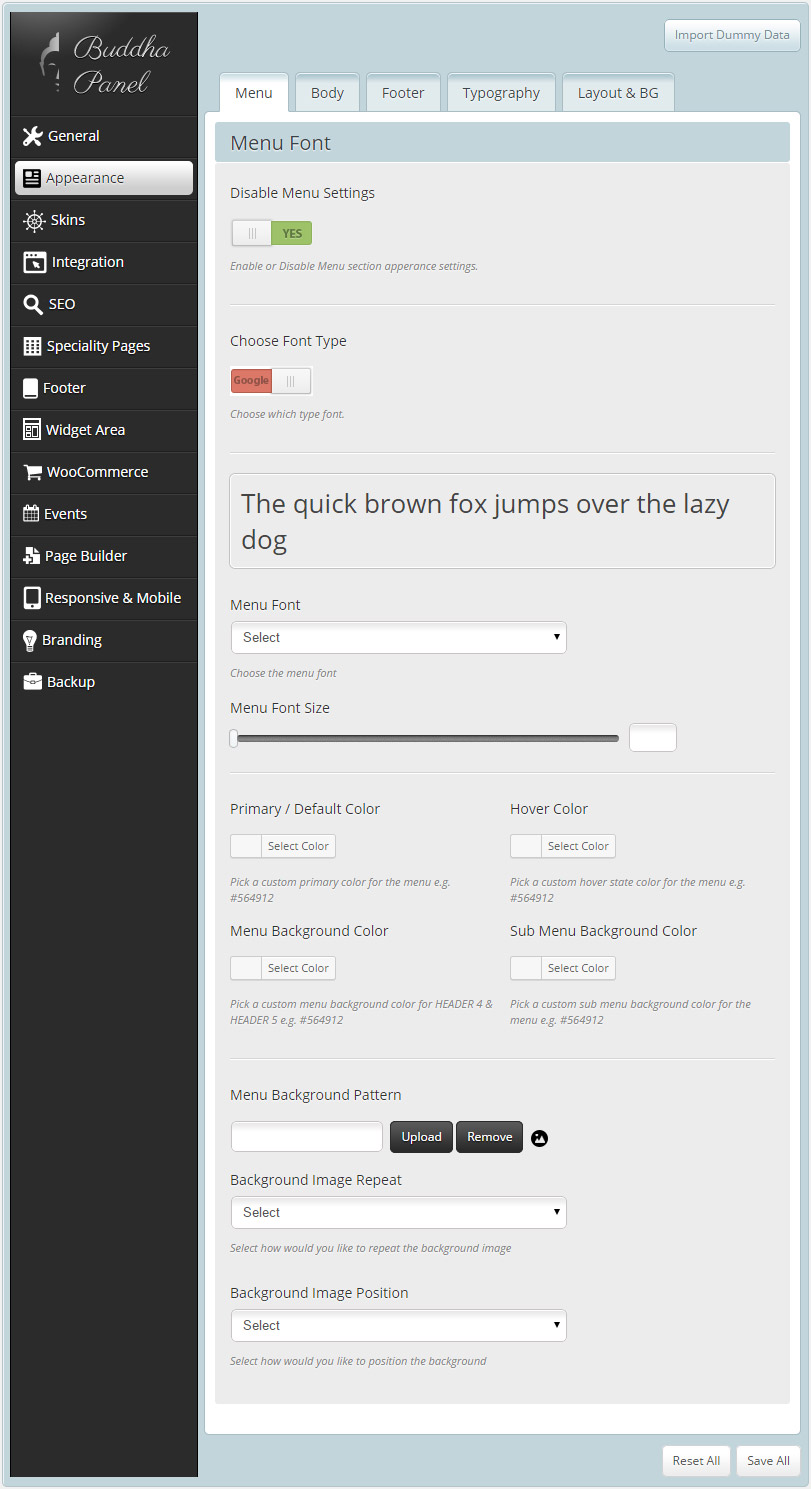 Buddha
Panel
General
Appearance
Skins
Integration
SEO
Speciality Pages
Footer
Widget Area
WooCommerce
Events
Page Builder
Responsive & Mobile
Branding
Backup
Import Dummy Data
Menu Body Footer Typography Layout & BG
Menu Font
Disable Menu Settings
YES
Enable or Disable Menu section apperance settings.
Choose Font Type
Google
Choose which type font.
The quick brown fox jumps over the lazy
dog
Menu Font
Select
Choose the menu font
Menu Font Size
Primary / Default Color
Select Color
Pick a custom primary color for the menu e.g.
#564912
Hover Color
Select Color
Pick a custom hover state color for the menu e.g.
#564912
Menu Background Color
Select Color
Pick a custom menu background color for HEADER 4 &
HEADER 5 e.g. #564912
Sub Menu Background Color
Select Color
Pick a custom sub menu background color for the
menu e.g. #564912
Menu Background Pattern
Upload Remove
Background Image Repeat
Select
Select how would you like to repeat the background image
Background Image Position
Select
Select how would you like to position the background
Reset All Save All